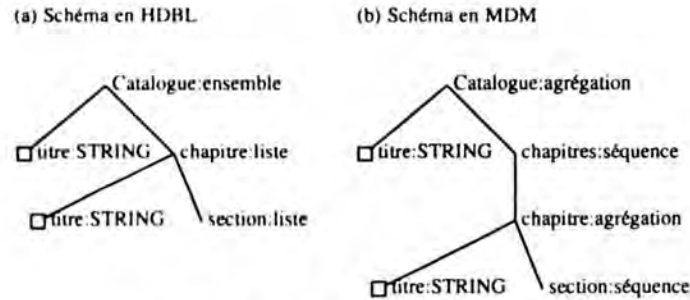 (a) Schéma en HDBL
(b) Schéma en MDM
Catalogue:ensemble
Catalogue:agrégation
titre:STRING
chapitre:liste
titre:STRING
chapitres:séquence
titre:STRING
section:liste
chapitre:agrégation
titre:STRING
section:séquence